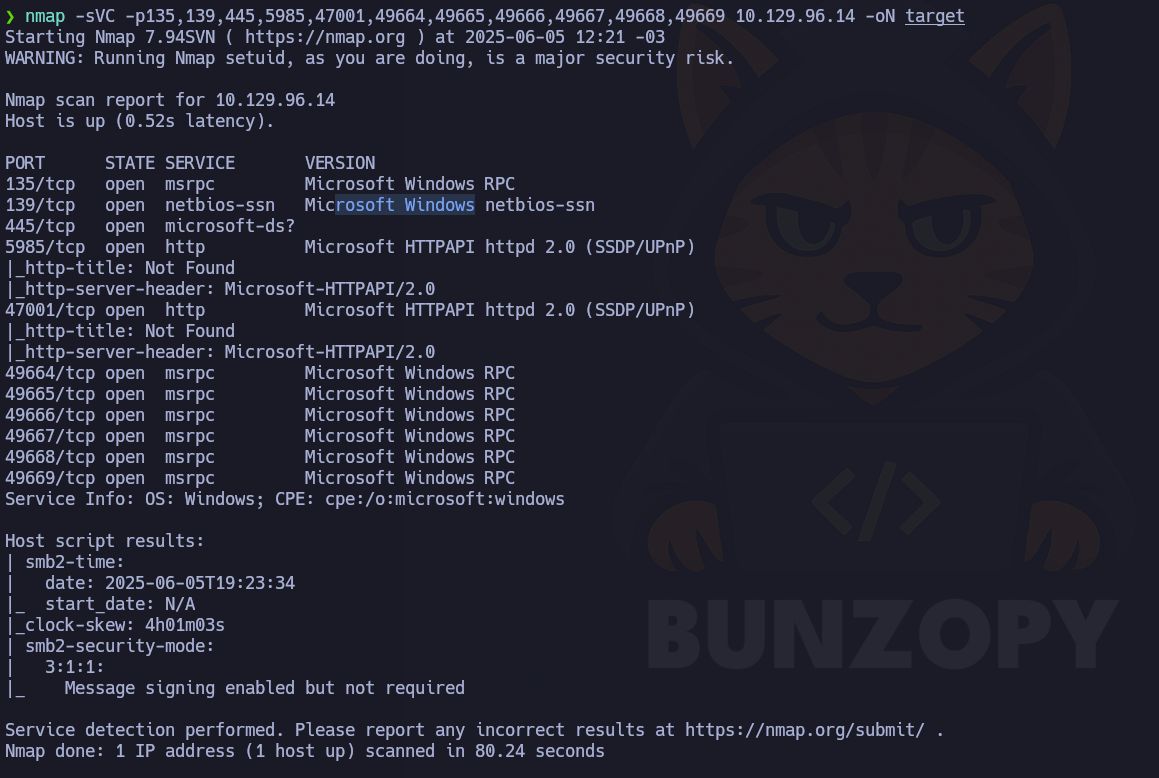 ❯ nmap -sVC -p135,139,445,5985,47001,49664,49665,49666,49667,49668,49669 10.129.96.14 -oN target
Starting Nmap 7.94SVN ( https://nmap.org ) at 2025-06-05 12:21 -03
WARNING: Running Nmap setuid, as you are doing, is a major security risk.

Nmap scan report for 10.129.96.14
Host is up (0.52s latency).

PORT      STATE SERVICE       VERSION
135/tcp   open  msrpc         Microsoft Windows RPC
139/tcp   open  netbios-ssn   Microsoft Windows netbios-ssn
445/tcp   open  microsoft-ds?
5985/tcp  open  http          Microsoft HTTPAPI httpd 2.0 (SSDP/UPnP)
|_http-title: Not Found
|_http-server-header: Microsoft-HTTPAPI/2.0
47001/tcp open  http          Microsoft HTTPAPI httpd 2.0 (SSDP/UPnP)
|_http-title: Not Found
|_http-server-header: Microsoft-HTTPAPI/2.0
49664/tcp open  msrpc         Microsoft Windows RPC
49665/tcp open  msrpc         Microsoft Windows RPC
49666/tcp open  msrpc         Microsoft Windows RPC
49667/tcp open  msrpc         Microsoft Windows RPC
49668/tcp open  msrpc         Microsoft Windows RPC
49669/tcp open  msrpc         Microsoft Windows RPC
Service Info: OS: Windows; CPE: cpe:/o:microsoft:windows

Host script results:
| smb2-time:
|   date: 2025-06-05T19:23:34
|_  start_date: N/A
|_clock-skew: 4h01m03s
| smb2-security-mode:
|   3:1:1:
|_    Message signing enabled but not required

Service detection performed. Please report any incorrect results at https://nmap.org/submit/ .
Nmap done: 1 IP address (1 host up) scanned in 80.24 seconds
</>
BUNZOPY